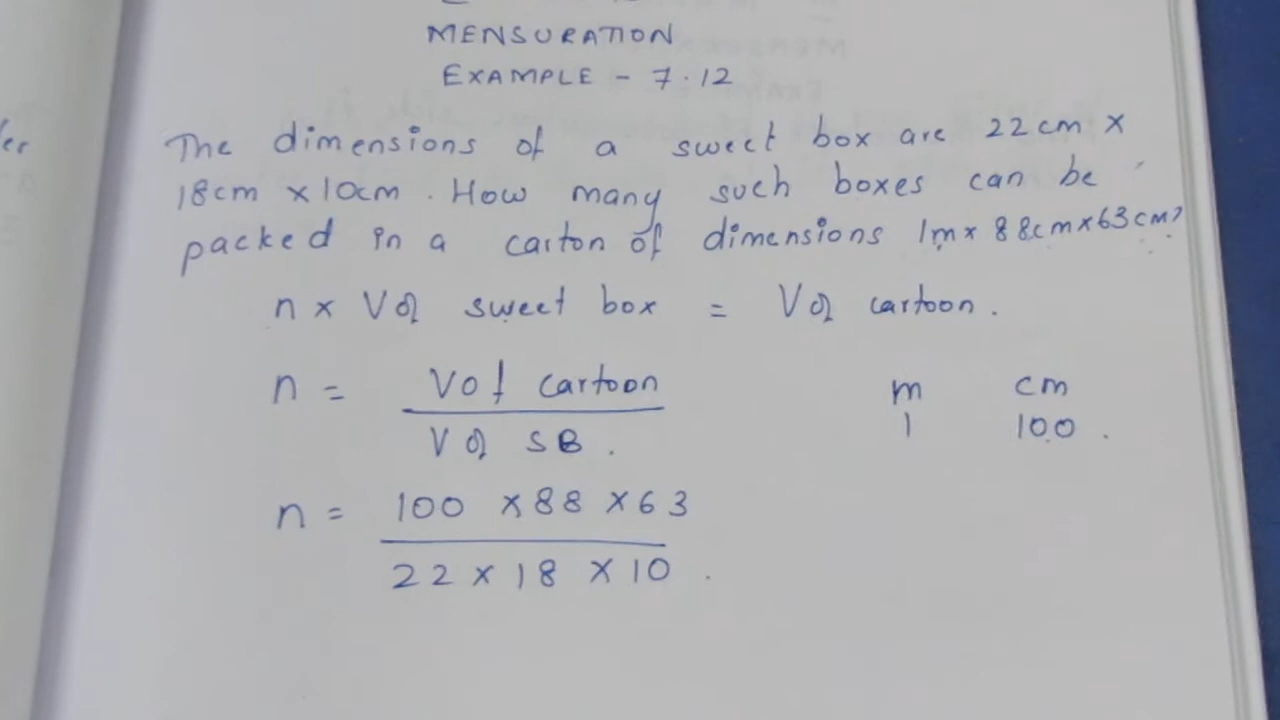 MENSURATION
EXAMPLE - 7.12
The dimensions of a sweet box are 22cm x
18cm x 10cm. How many such boxes can be
packed in a carton of dimensions 1m x 88cm x 63cm?
n x V of sweet box = V of cartoon.
n = V of cartoon / V of SB.
m cm
1 100.
n = 100 x 88 x 63 / 22 x 18 x 10.